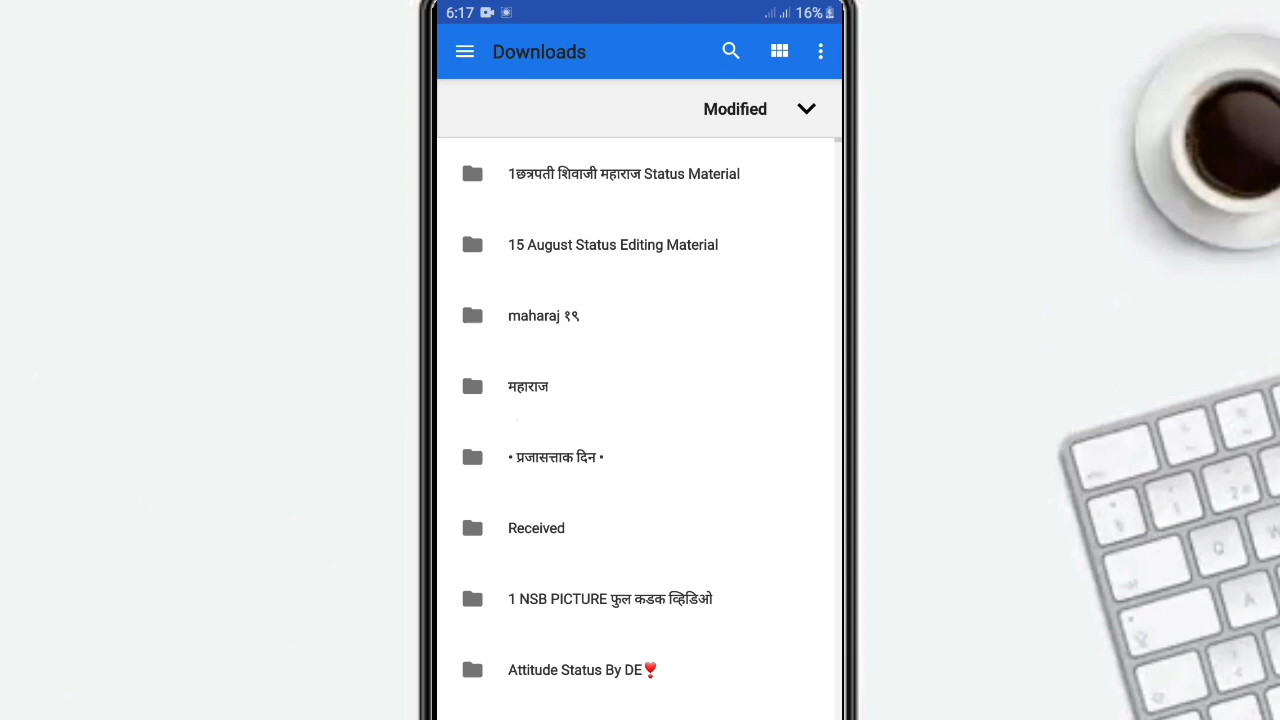 6:17 16%
Downloads
Modified
1छत्रपती शिवाजी महाराज Status Material
15 August Status Editing Material
maharaj १९
महाराज
• प्रजासत्ताक दिन •
Received
1 NSB PICTURE फुल कडक व्हिडिओ
Attitude Status By DE❣️
Q
A